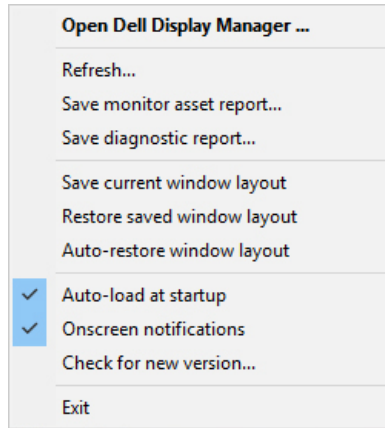 Open Dell Display Manager ...
Refresh...
Save monitor asset report...
Save diagnostic report...
Save current window layout
Restore saved window layout
Auto-restore window layout
Auto-load at startup
Onscreen notifications
Check for new version...
Exit